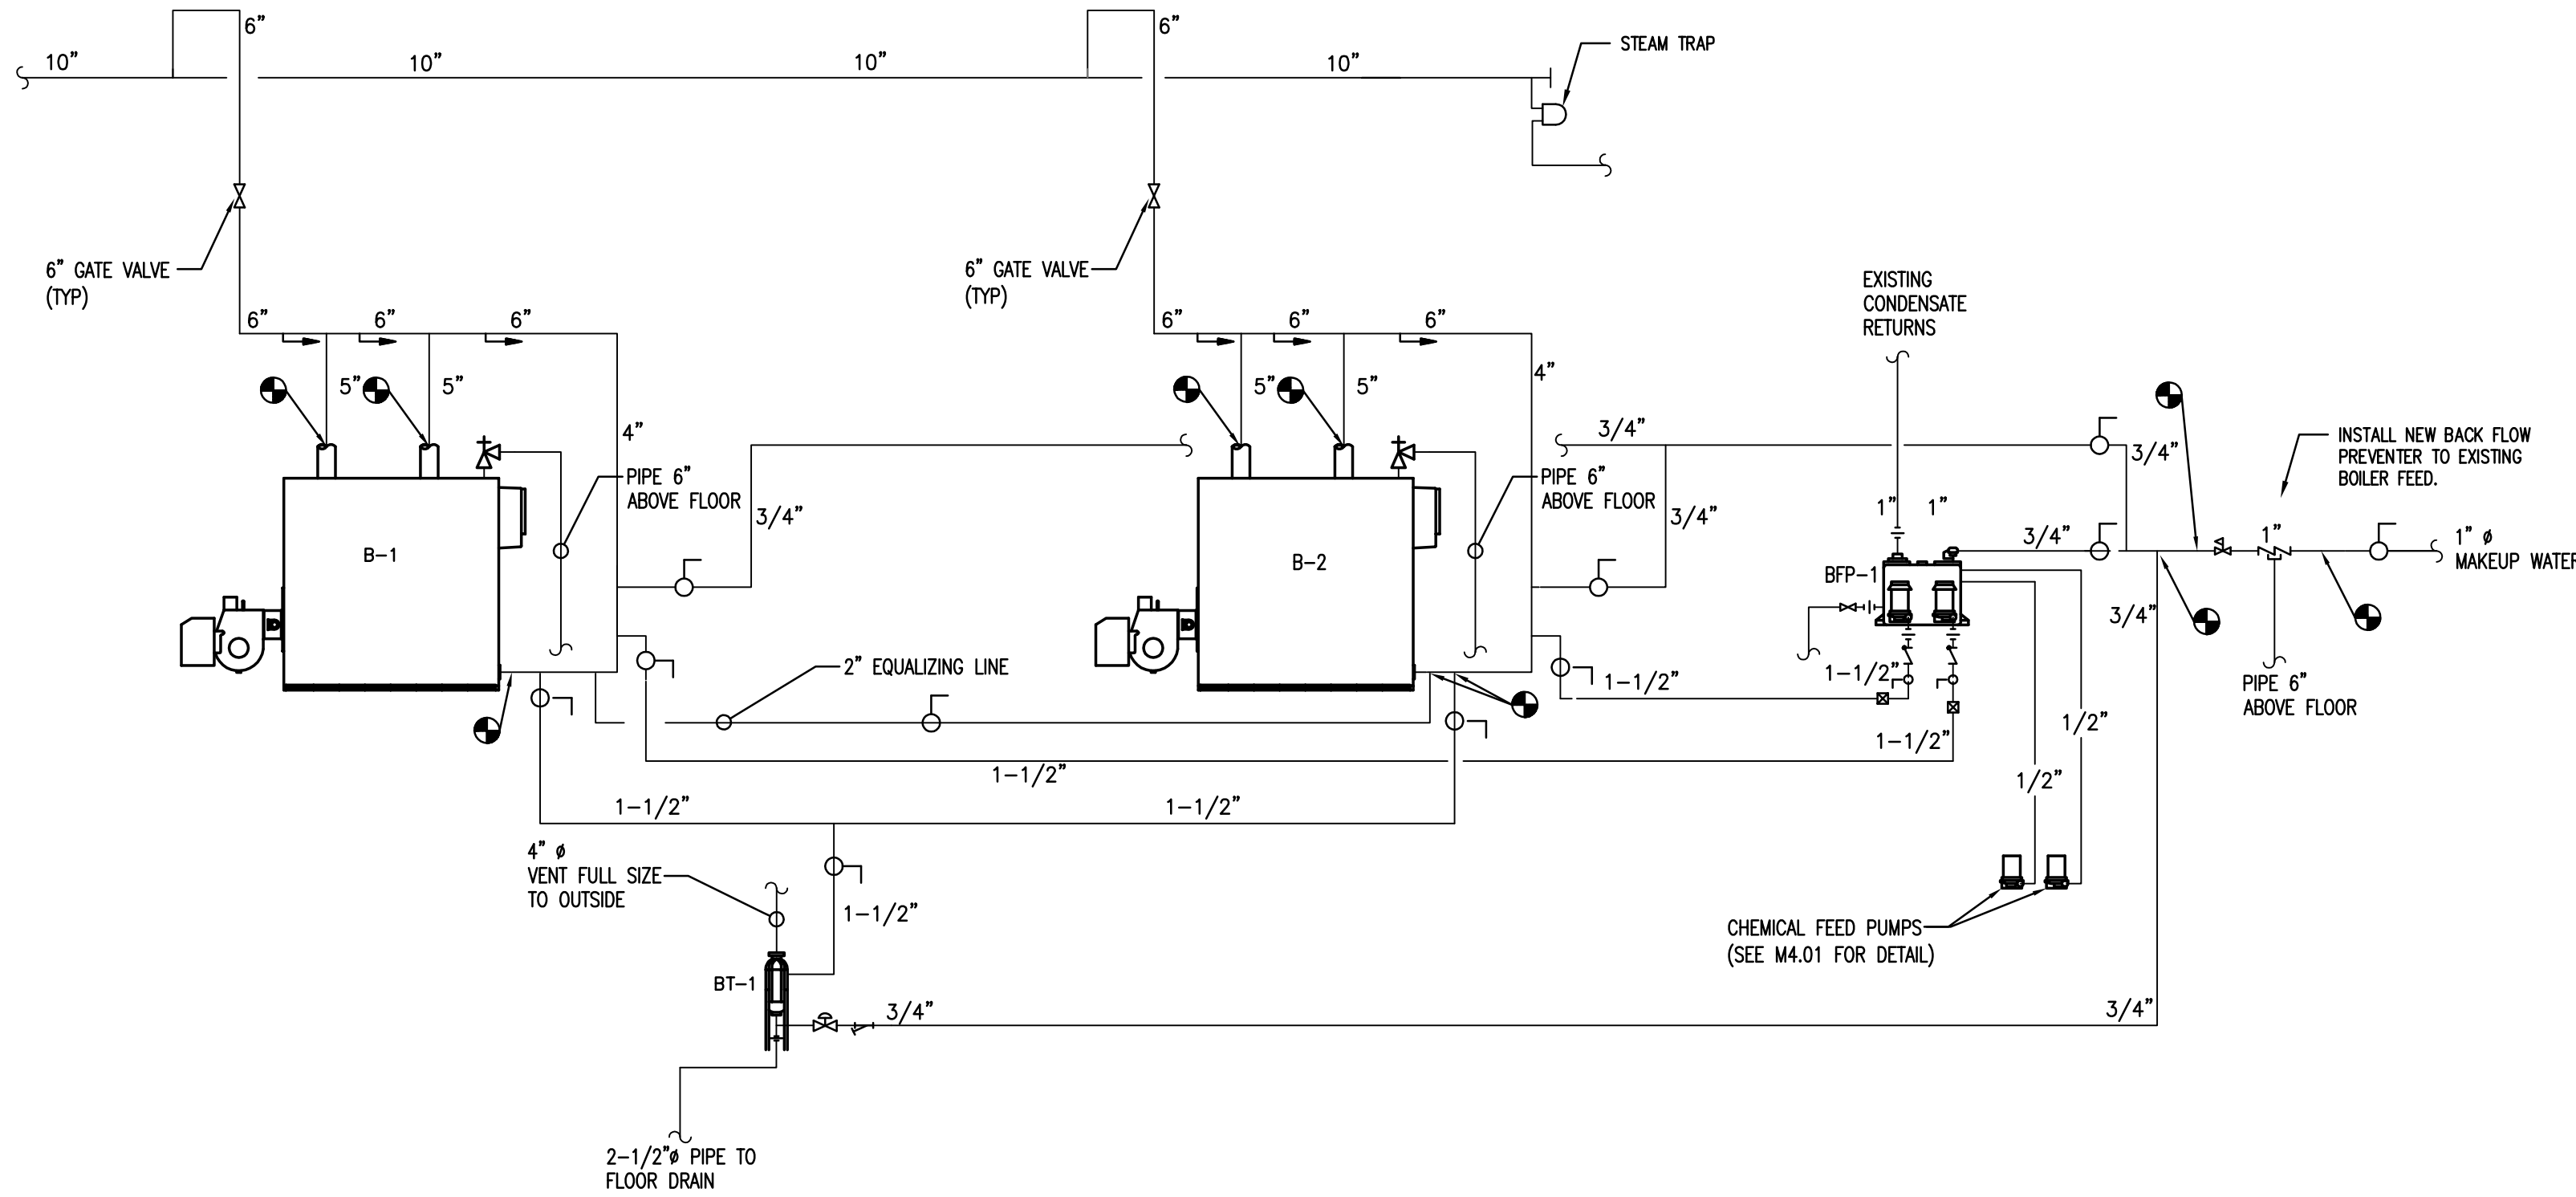 6”
6”
10”
10”
10”
10”
STEAM TRAP
6” GATE VALVE
(TYP)
6” GATE VALVE
(TYP)
EXISTING
CONDENSATE
RETURNS
6”
6”
6”
6”
6”
6”
5”
5”
4”
5”
5”
4”
3/4”
3/4”
INSTALL NEW BACK FLOW
PREVENTER TO EXISTING
BOILER FEED.
PIPE 6”
ABOVE FLOOR
PIPE 6”
ABOVE FLOOR
3/4”
3/4”
1”
1”
B-1
B-2
3/4”
1”
1” ø
MAKEUP WATER
BFP-1
3/4”
2” EQUALIZING LINE
1-1/2”
1-1/2”
PIPE 6”
ABOVE FLOOR
1/2”
1-1/2”
1-1/2”
1/2”
1-1/2”
1-1/2”
4” ø
VENT FULL SIZE
TO OUTSIDE
1-1/2”
CHEMICAL FEED PUMPS
(SEE M4.01 FOR DETAIL)
BT-1
3/4”
3/4”
2-1/2”ø PIPE TO
FLOOR DRAIN